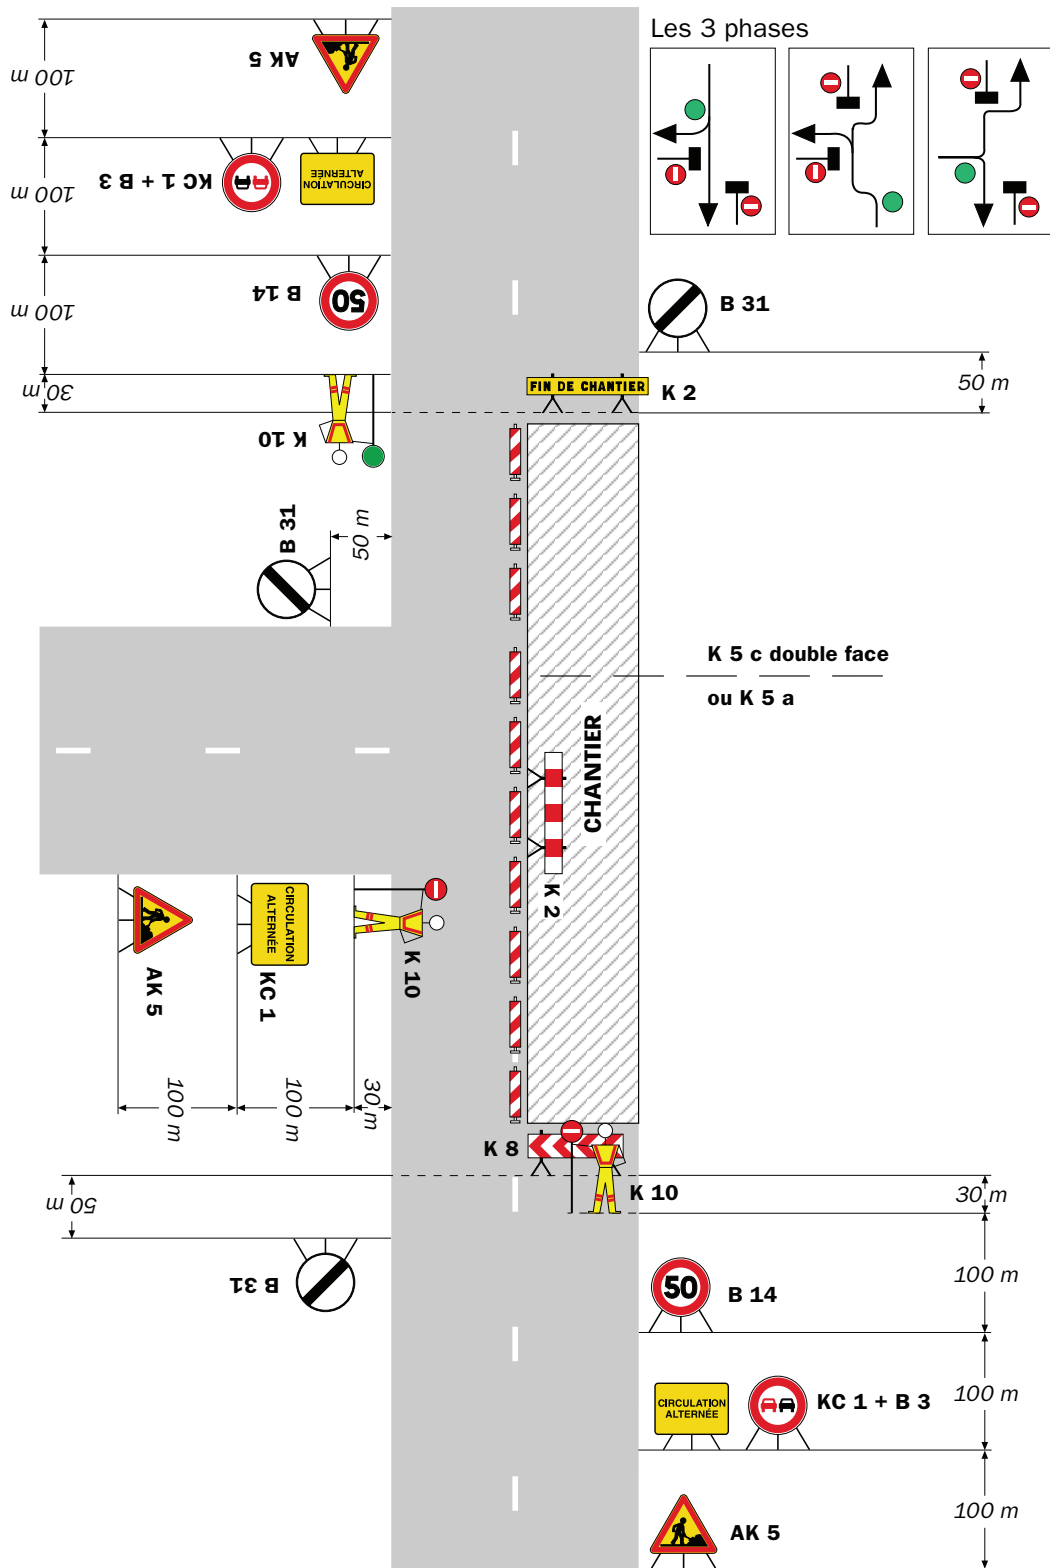 Les 3 phases
100 m
AK 5
100 m
KC 1 + B 3
CIRCULATION
ALTERNÉE
100 m
B 14
50
30 m
K 10
B 31
50 m
FIN DE CHANTIER
K 2
B 31
50 m
K 5 c double face
ou K 5 a
CHANTIER
K 2
AK 5
CIRCULATION
ALTERNÉE
KC 1
K 10
100 m
100 m
30 m
K 8
K 10
30 m
50 m
B 31
50
B 14
100 m
CIRCULATION
ALTERNÉE
KC 1 + B 3
100 m
AK 5
100 m